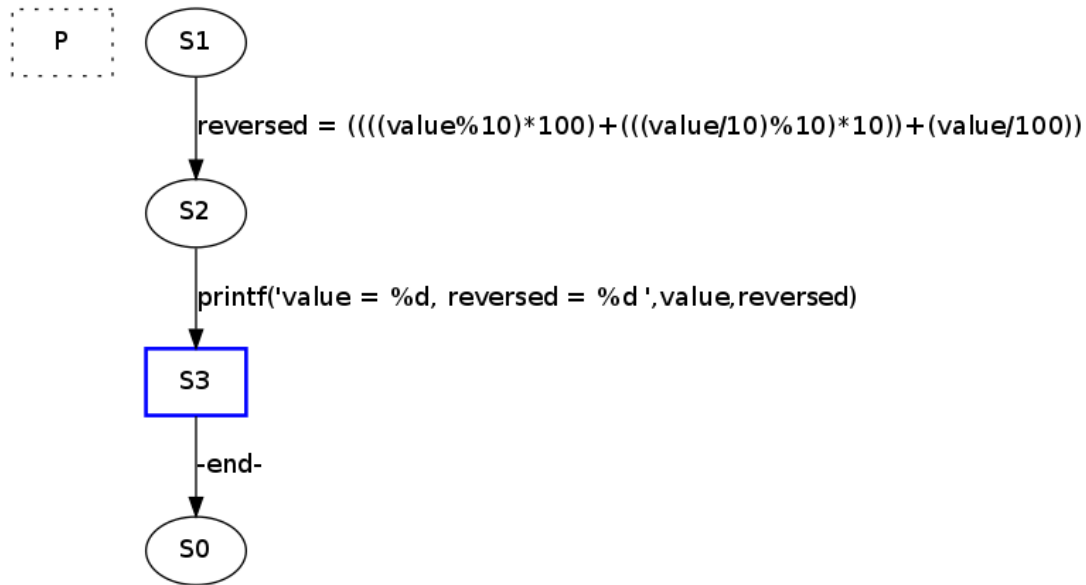 P
S1
reversed = ((((value%10)*100)+(((value/10)%10)*10))+(value/100))
S2
printf('value = %d, reversed = %d ',value,reversed)
S3
-end-
S0